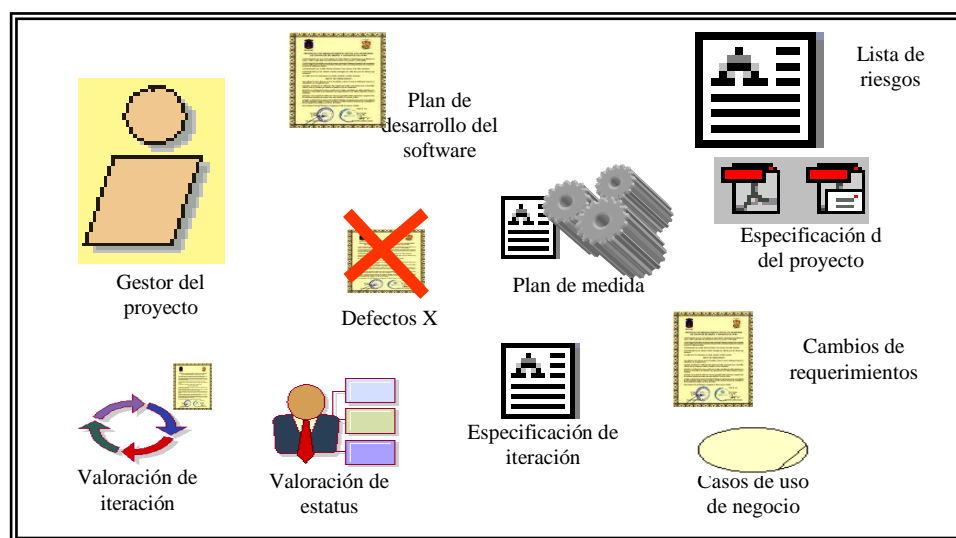 Lista de
riesgos
Plan de
desarrollo del
software
Especificación d
del proyecto
Gestor del
proyecto
Plan de medida
Defectos X
Cambios de
requerimientos
Especificación de
iteración
Valoración de
iteración
Valoración de
estatus
Casos de uso
de negocio